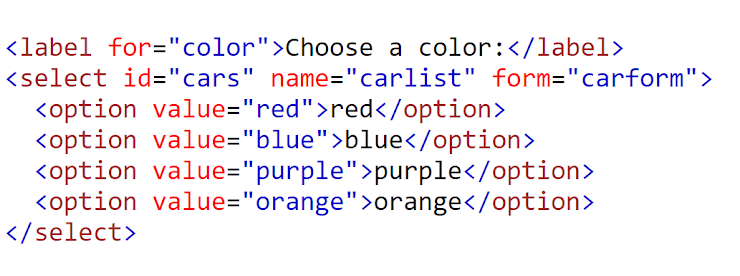 <label for="color">Choose a color:</label>
<select id="cars" name="carlist" form="carform">
  <option value="red">red</option>
  <option value="blue">blue</option>
  <option value="purple">purple</option>
  <option value="orange">orange</option>
</select>